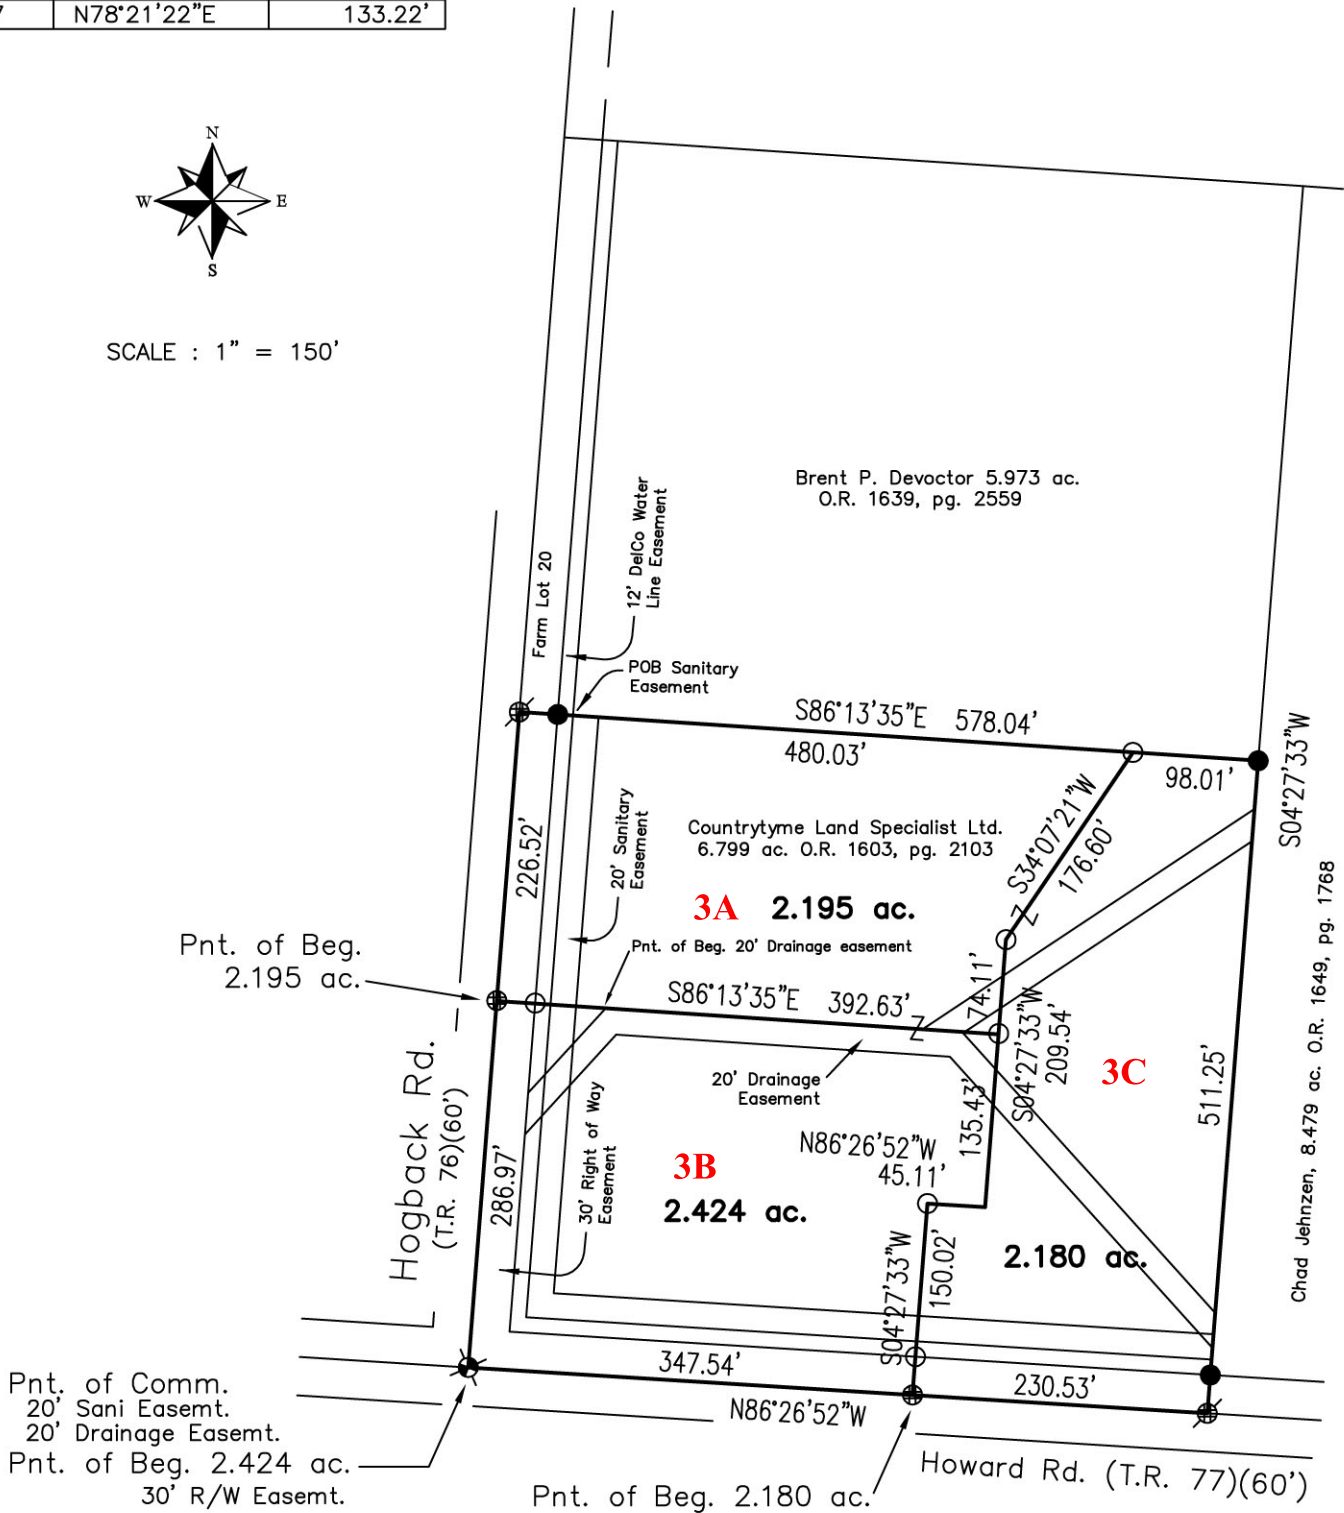 N78°21'22"E 133.22'
N
W E
S
SCALE : 1" = 150'
Brent P. Devoctor 5.973 ac.
O.R. 1639, pg. 2559
12' DelCo Water
Line Easement
Farm Lot 20
POB Sanitary
Easement
S86°13'35"E 578.04'
480.03'
98.01'
S04°27'33"W
226.52'
20' Sanitary
Easement
Countrytyme Land Specialist Ltd.
6.799 ac. O.R. 1603, pg. 2103
S34°07'21"W
176.60'
3A 2.195 ac.
Pnt. of Beg. 20' Drainage easement
Pnt. of Beg.
2.195 ac.
S86°13'35"E 392.63'
74.11'
S04°27'33"W
209.54'
3C
511.25'
Chad Jehnzen, 8.479 ac. O.R. 1649, pg. 1768
20' Drainage
Easement
135.43'
Hogback Rd.
(T.R. 76)(60')
286.97'
30' Right of Way
Easement
N86°26'52"W
45.11'
3B
2.424 ac.
S04°27'33"W
150.02'
2.180 ac.
347.54'
230.53'
N86°26'52"W
Pnt. of Comm.
20' Sani Easemt.
20' Drainage Easemt.
Pnt. of Beg. 2.424 ac.
30' R/W Easemt.
Pnt. of Beg. 2.180 ac.
Howard Rd. (T.R. 77)(60')